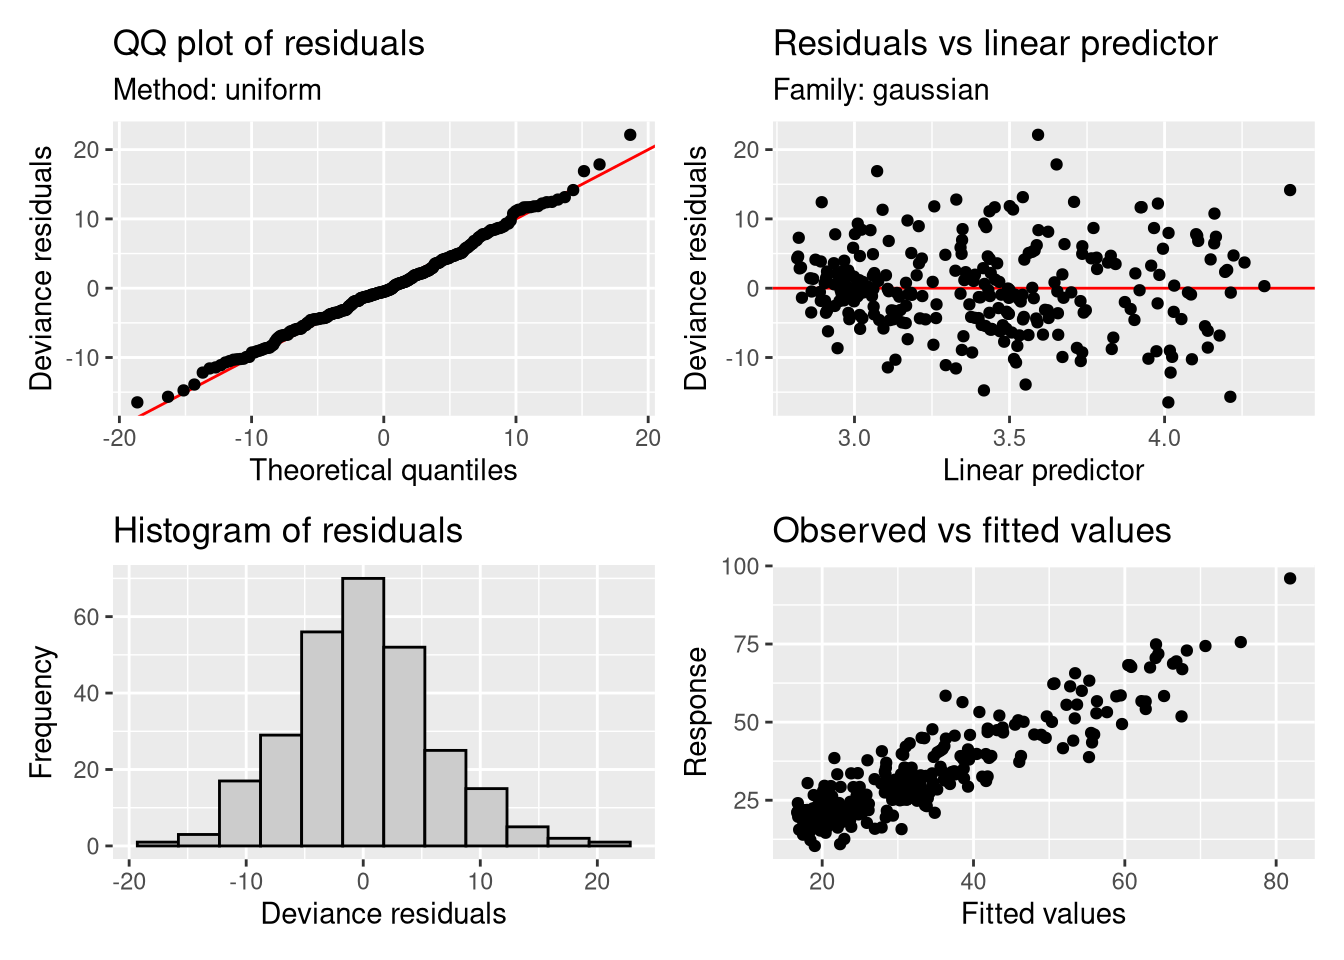 QQ plot of residuals
Method: uniform
Deviance residuals
20
10
0
-10
-20
-10
0
10
20
Theoretical quantiles
Residuals vs linear predictor
Family: gaussian
Deviance residuals
20
10
0
-10
3.0
3.5
4.0
Linear predictor
Histogram of residuals
Frequency
60
40
20
0
-20
-10
0
10
20
Deviance residuals
Observed vs fitted values
Response
100
75
50
25
20
40
60
80
Fitted values